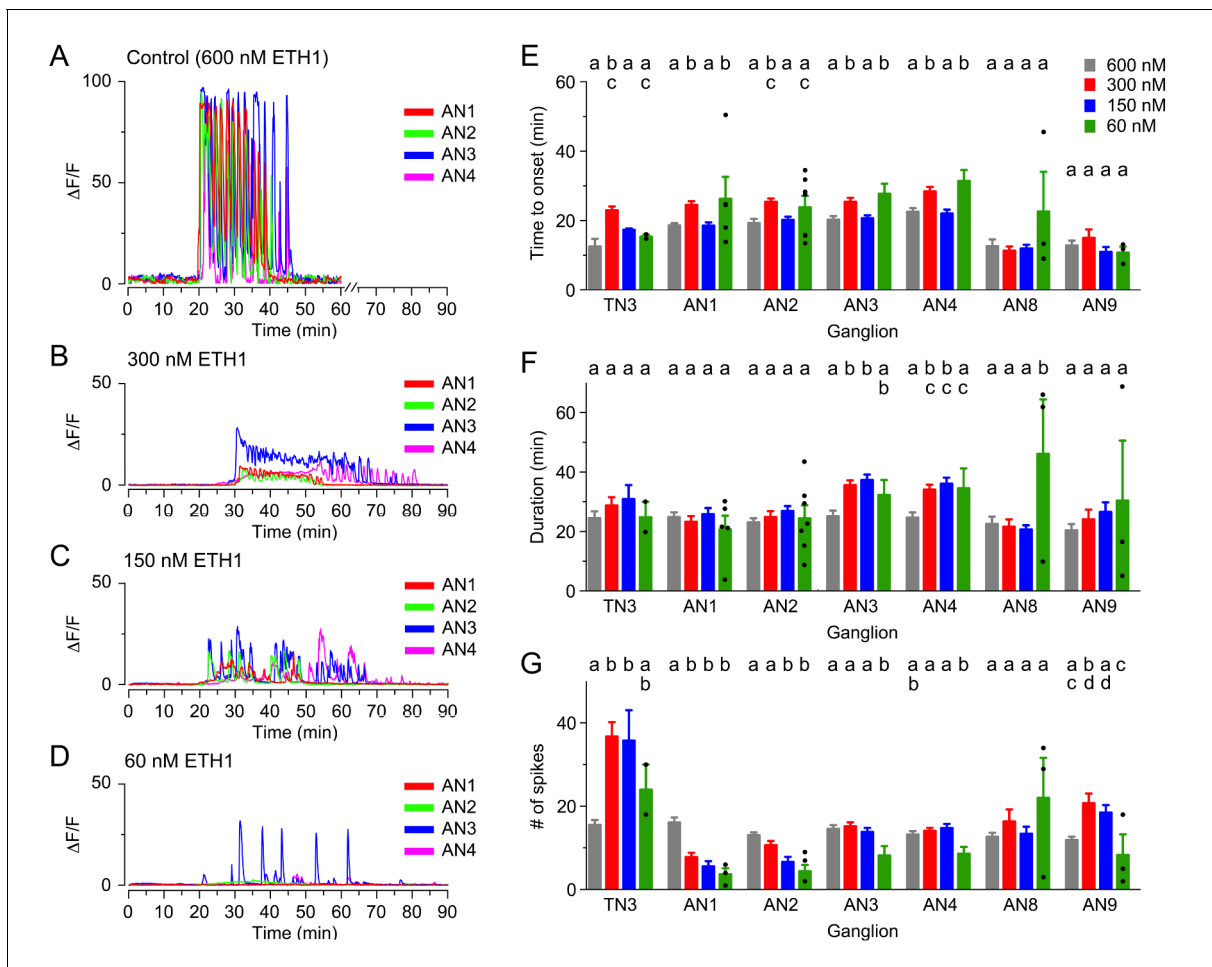 A
Control (600 nM ETH1)
100
50
0
ΔF/F
AN1
AN2
AN3
AN4
0 10 20 30 40 50 60 70 80 90
Time (min)
B
300 nM ETH1
50
0
ΔF/F
AN1
AN2
AN3
AN4
0 10 20 30 40 50 60 70 80 90
Time (min)
C
150 nM ETH1
50
0
ΔF/F
AN1
AN2
AN3
AN4
0 10 20 30 40 50 60 70 80 90
Time (min)
D
60 nM ETH1
50
0
ΔF/F
AN1
AN2
AN3
AN4
0 10 20 30 40 50 60 70 80 90
Time (min)
E
a b a a a b a b a b a a a b a b a b a b a a a a
c c c c
600 nM
300 nM
150 nM
60 nM
a a a a
60
40
20
0
Time to onset (min)
TN3 AN1 AN2 AN3 AN4 AN8 AN9
Ganglion
F
a a a a a a a a a a a a a b b a a b b a a a a b a a a a
b c c c
60
40
20
0
Duration (min)
TN3 AN1 AN2 AN3 AN4 AN8 AN9
Ganglion
G
a b b a a b b b a a b b a a a b a a a b a a a a a b a c
b b c d d
40
20
0
# of spikes
TN3 AN1 AN2 AN3 AN4 AN8 AN9
Ganglion